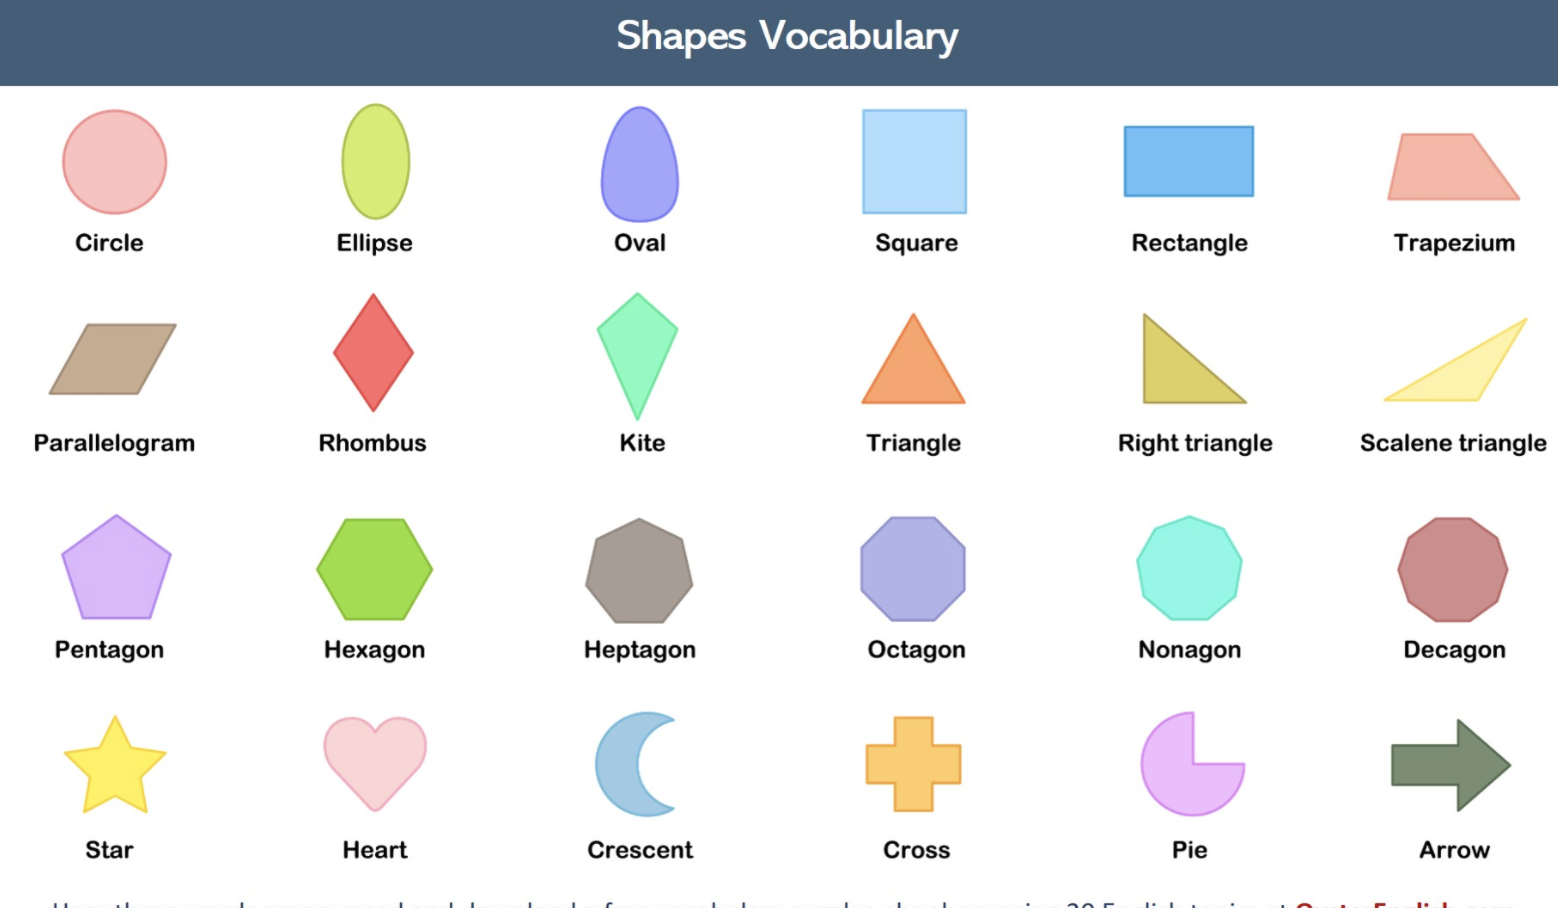 Shapes Vocabulary
Circle Ellipse Oval Square Rectangle Trapezium
Parallelogram Rhombus Kite Triangle Right triangle Scalene triangle
Pentagon Hexagon Heptagon Octagon Nonagon Decagon
Star Heart Crescent Cross Pie Arrow